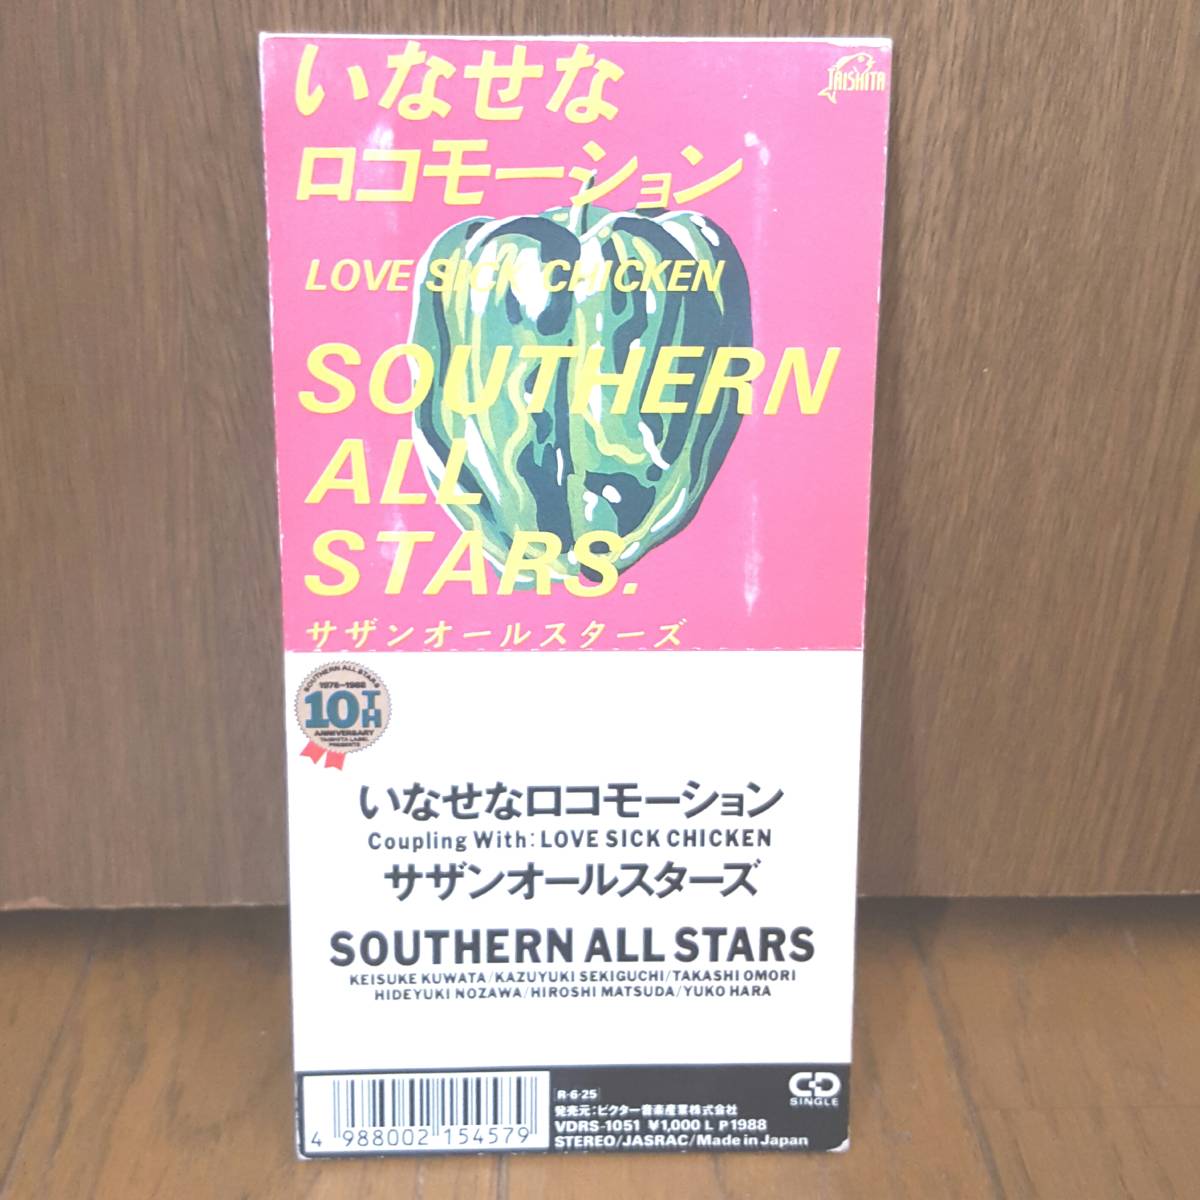 いなせな
TAISHITA
ロコモーション
LOVE SICK CHICKEN
SOUTHERN
ALL
STARS.
サザンオールスターズ
SOUTHERN ALL STARS
1978-1988
10TH
ANNIVERSARY
TAISHITA LABEL
PRESENTS
いなせなロコモーション
Coupling With: LOVE SICK CHICKEN
サザンオールスターズ
SOUTHERN ALL STARS
KEISUKE KUWATA/KAZUYUKI SEKIGUCHI/TAKASHI OMORI
HIDEYUKI NOZAWA/HIROSHI MATSUDA/YUKO HARA
4 988002 154579
[R-6·25]
発売元:ビクター音楽産業株式会社
VDRS-1051 ¥1,000 L P1988
STEREO/JASRAC/Made in Japan
CD
SINGLE